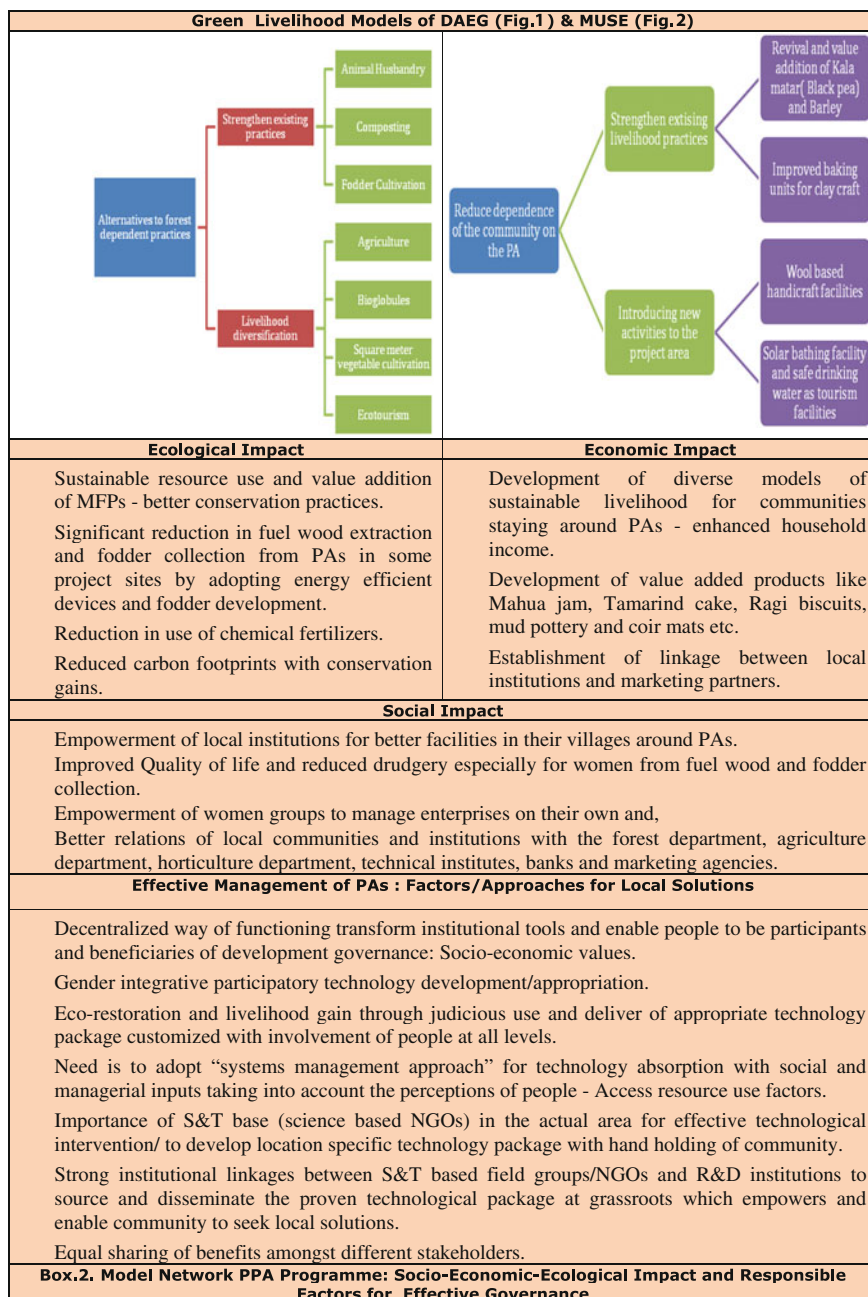 Green Livelihood Models of DAEG (Fig.1) & MUSE (Fig.2)
Alternatives to forest
dependent practices
Strengthen existing
practices
Animal Husbandry
Composting
Fodder Cultivation
Livelihood
diversification
Agriculture
Bioglobules
Square meter
vegetable cultivation
Ecotourism
Reduce dependence
of the community on
the PA
Strengthen extising
livelihood practices
Revival and value
addition of Kala
matar( Black pea)
and Barley
Improved baking
units for clay craft
Introducing new
activities to the
project area
Wool based
handicraft facilities
Solar bathing facility
and safe drinking
water as tourism
facilities
Ecological Impact
Sustainable resource use and value addition
of MFPs - better conservation practices.
Significant reduction in fuel wood extraction
and fodder collection from PAs in some
project sites by adopting energy efficient
devices and fodder development.
Reduction in use of chemical fertilizers.
Reduced carbon footprints with conservation
gains.
Economic Impact
Development of diverse models of
sustainable livelihood for communities
staying around PAs - enhanced household
income.
Development of value added products like
Mahua jam, Tamarind cake, Ragi biscuits,
mud pottery and coir mats etc.
Establishment of linkage between local
institutions and marketing partners.
Social Impact
Empowerment of local institutions for better facilities in their villages around PAs.
Improved Quality of life and reduced drudgery especially for women from fuel wood and fodder
collection.
Empowerment of women groups to manage enterprises on their own and,
Better relations of local communities and institutions with the forest department, agriculture
department, horticulture department, technical institutes, banks and marketing agencies.
Effective Management of PAs : Factors/Approaches for Local Solutions
Decentralized way of functioning transform institutional tools and enable people to be participants
and beneficiaries of development governance: Socio-economic values.
Gender integrative participatory technology development/appropriation.
Eco-restoration and livelihood gain through judicious use and deliver of appropriate technology
package customized with involvement of people at all levels.
Need is to adopt “systems management approach” for technology absorption with social and
managerial inputs taking into account the perceptions of people - Access resource use factors.
Importance of S&T base (science based NGOs) in the actual area for effective technological
intervention/ to develop location specific technology package with hand holding of community.
Strong institutional linkages between S&T based field groups/NGOs and R&D institutions to
source and disseminate the proven technological package at grassroots which empowers and
enable community to seek local solutions.
Equal sharing of benefits amongst different stakeholders.
Box.2. Model Network PPA Programme: Socio-Economic-Ecological Impact and Responsible
Factors for Effective Governance